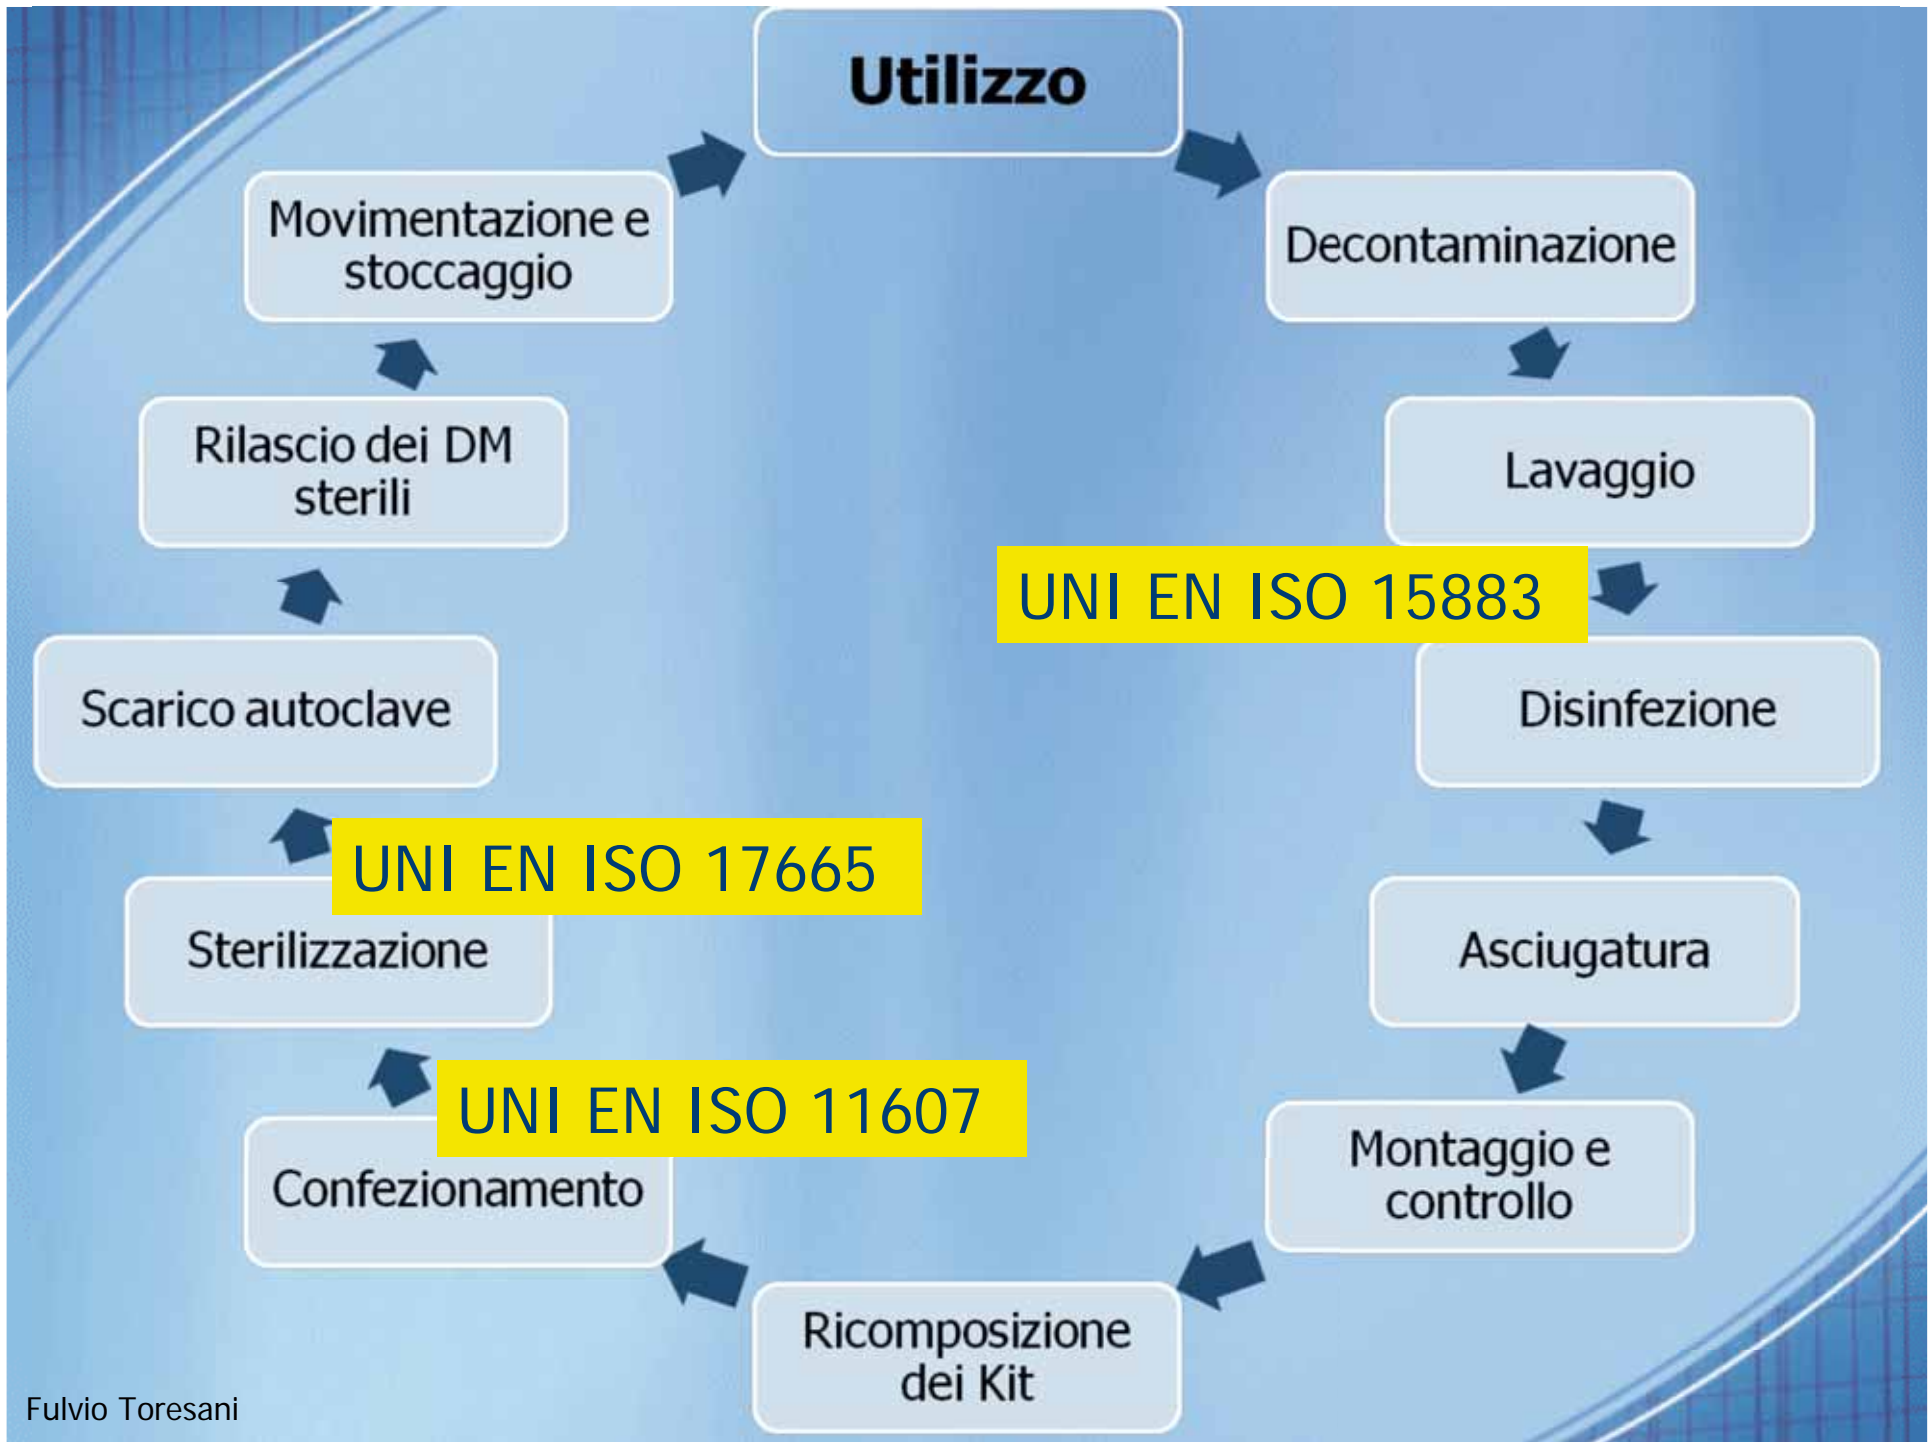 Utilizzo
Decontaminazione
Lavaggio
UNI EN ISO 15883
Disinfezione
Asciugatura
Montaggio e
controllo
Ricomposizione
dei Kit
Confezionamento
UNI EN ISO 11607
Sterilizzazione
UNI EN ISO 17665
Scarico autoclave
Rilascio dei DM
sterili
Movimentazione e
stoccaggio
Fulvio Toresani